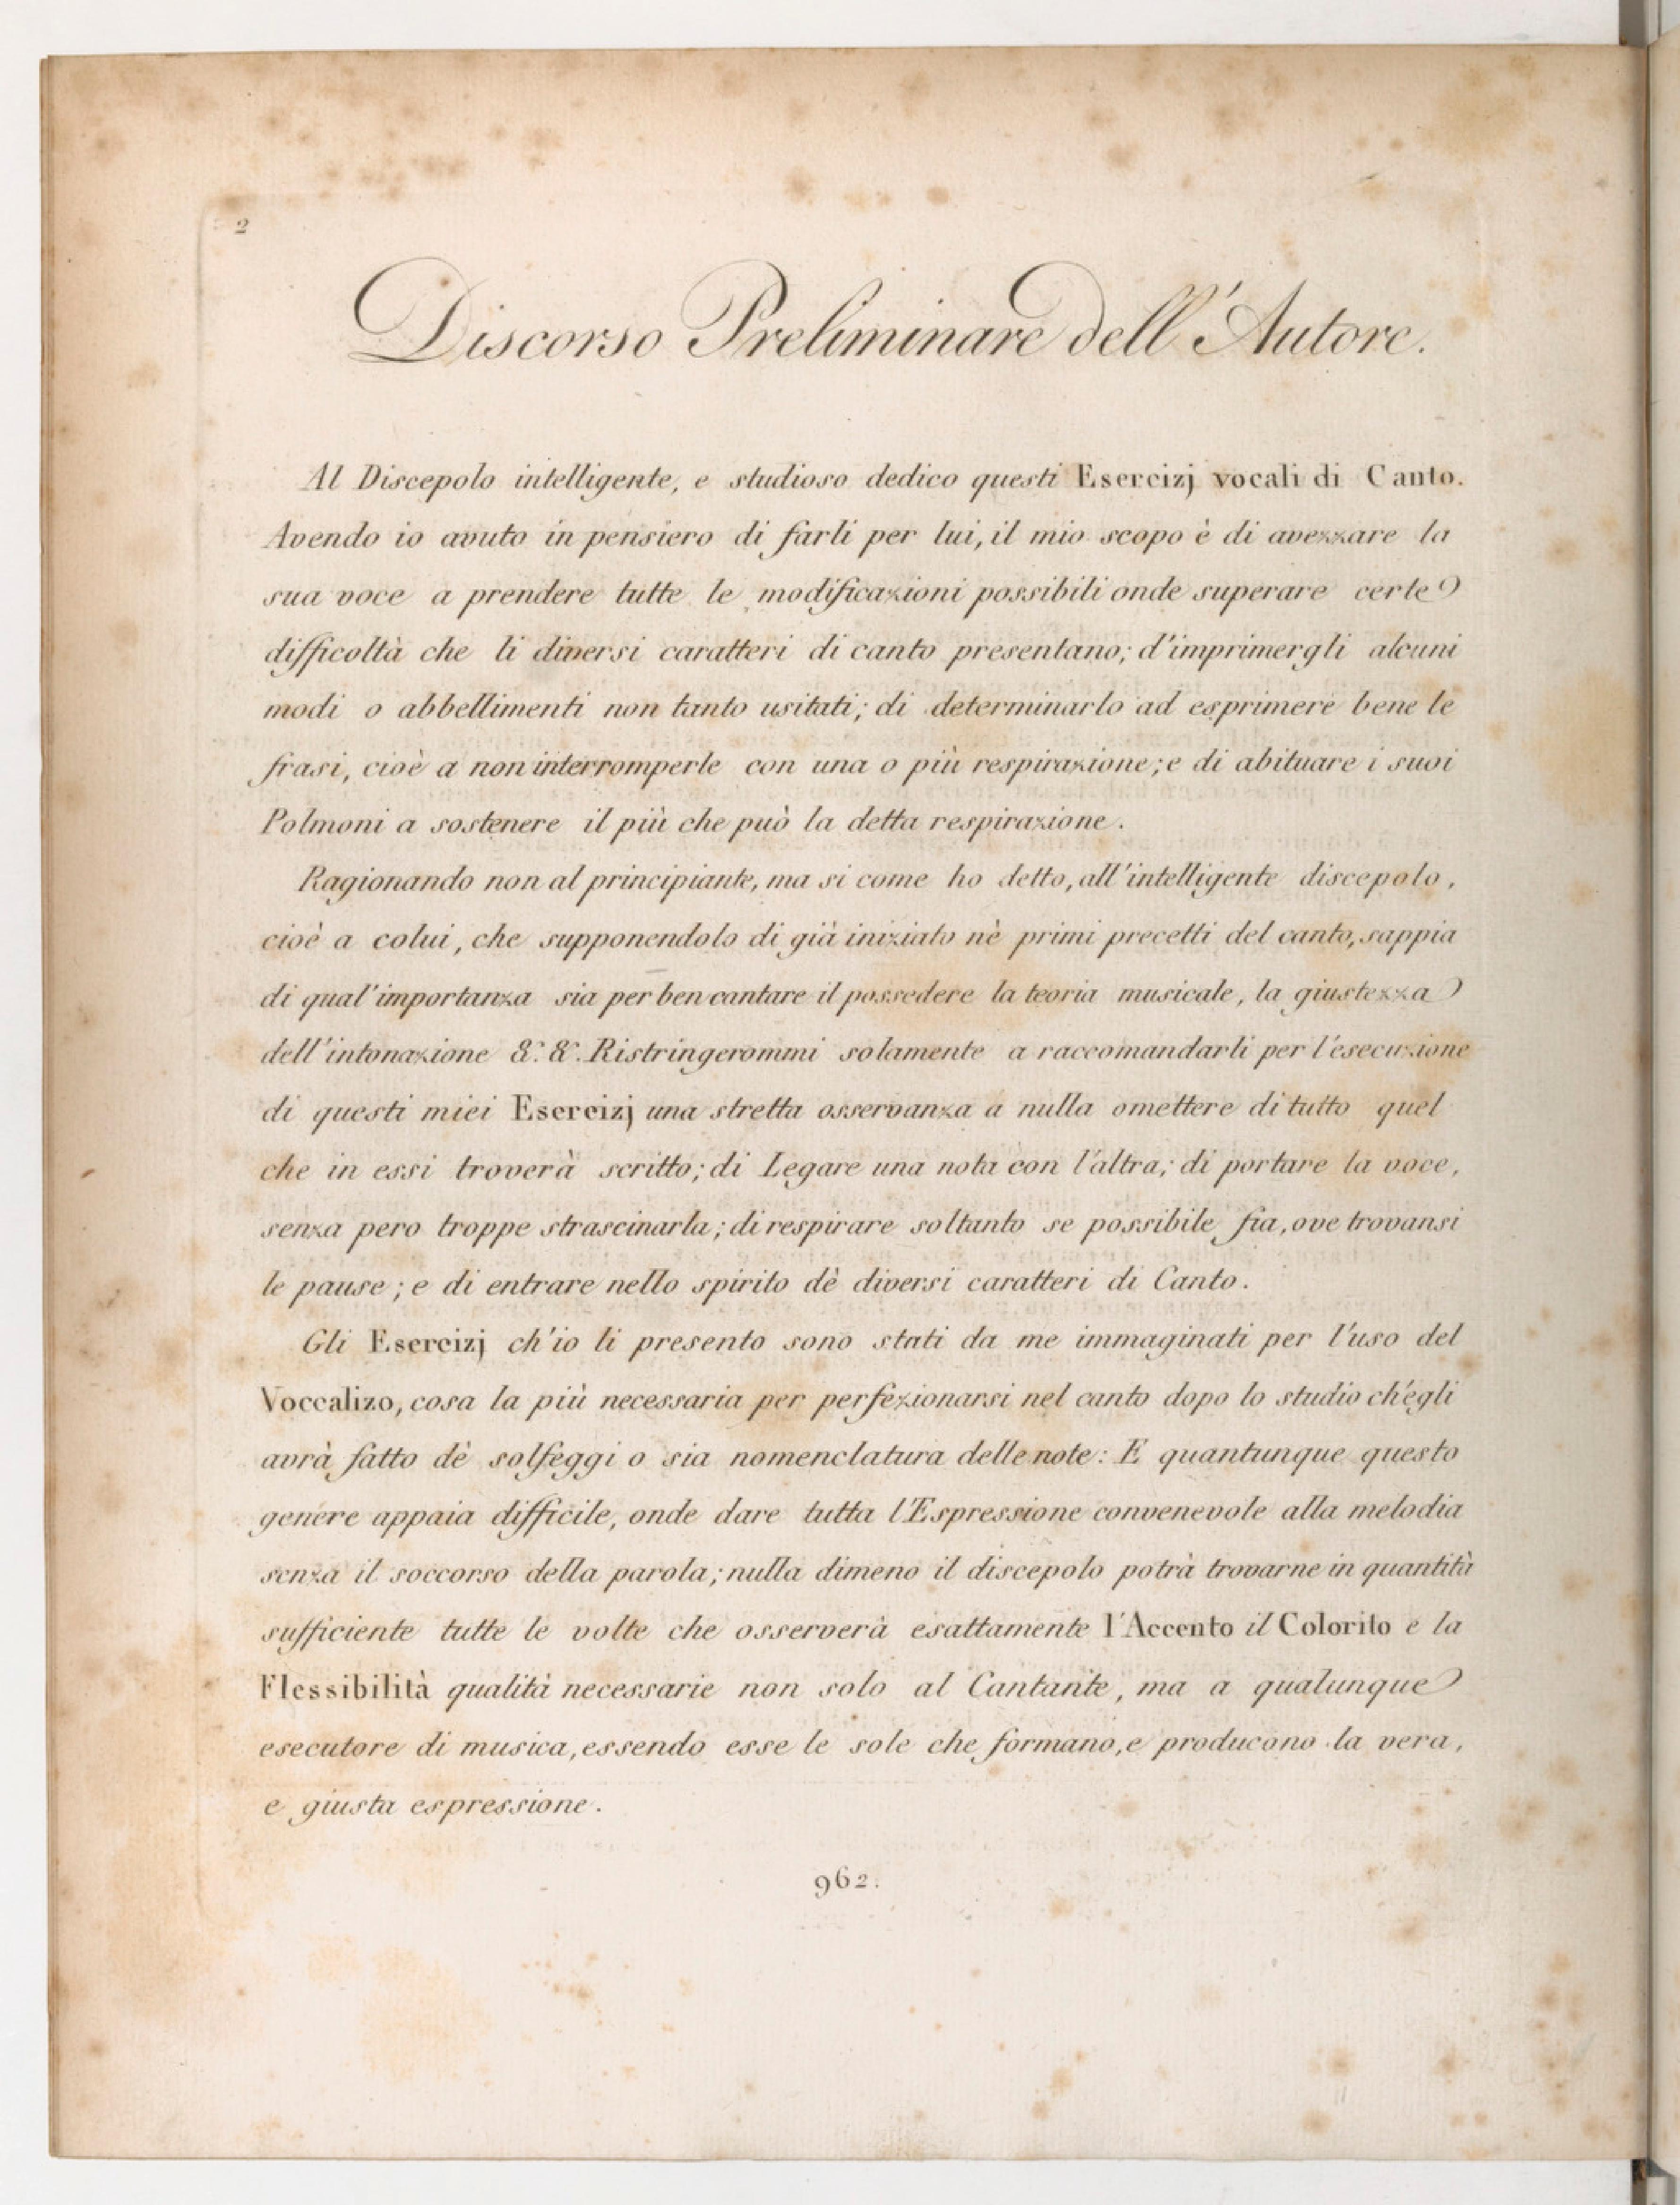 2
Discorso Preliminare dell'Autore.
Al Discepolo intelligente, e studioso dedico questi Esercizj vocali di Canto.
Avendo io avuto in pensiero di farli per lui, il mio scopo è di avezzare la
sua voce a prendere tutte le modificazioni possibili onde superare certe
difficoltà che li diversi caratteri di canto presentano; d'imprimergli alcuni
modi o abbellimenti non tanto usitati; di determinarlo ad esprimere bene le
frasi, cioè a non interromperle con una o più respirazione; e di abituare i suoi
Polmoni a sostenere il più che può la detta respirazione.
Ragionando non al principiante, ma si come ho detto, all'intelligente discepolo,
cioè a colui, che supponendolo di già iniziato nè primi precetti del canto, sappia
di qual'importanza sia per ben cantare il possedere la teoria musicale, la giustezza
dell'intonazione &c. &c. Ristringerommi solamente a raccomandarli per l'esecuzione
di questi miei Esercizj una stretta osservanza a nulla omettere di tutto quel
che in essi troverà scritto; di Legare una nota con l'altra; di portare la voce,
senza pero troppe strascinarla; di respirare soltanto se possibile fia, ove trovansi
le pause; e di entrare nello spirito dè diversi caratteri di Canto.
Gli Esercizj ch'io li presento sono stati da me immaginati per l'uso del
Voccalizo, cosa la più necessaria per perfezionarsi nel canto dopo lo studio ch'egli
avrà fatto dè solfeggi o sia nomenclatura delle note: E quantunque questo
genere appaia difficile, onde dare tutta l'Espressione convenevole alla melodia
senza il soccorso della parola; nulla dimeno il discepolo potrà trovarne in quantità
sufficiente tutte le volte che osserverà esattamente l'Accento il Colorito e la
Flessibilità qualità necessarie non solo al Cantante, ma a qualunque
esecutore di musica, essendo esse le sole che formano, e producono la vera,
e giusta espressione.
962.